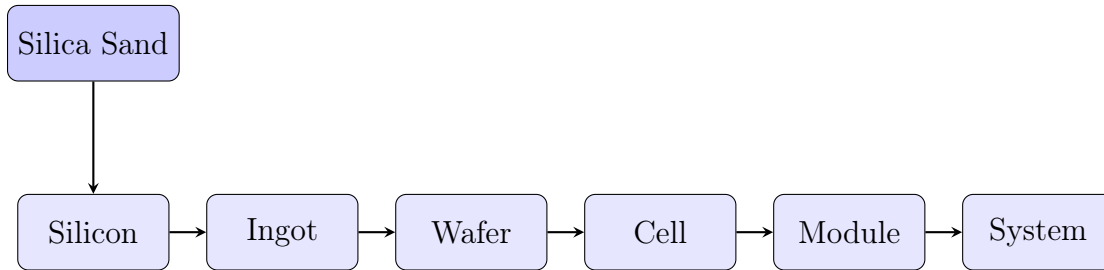 Silica Sand
Silicon
Ingot
Wafer
Cell
Module
System